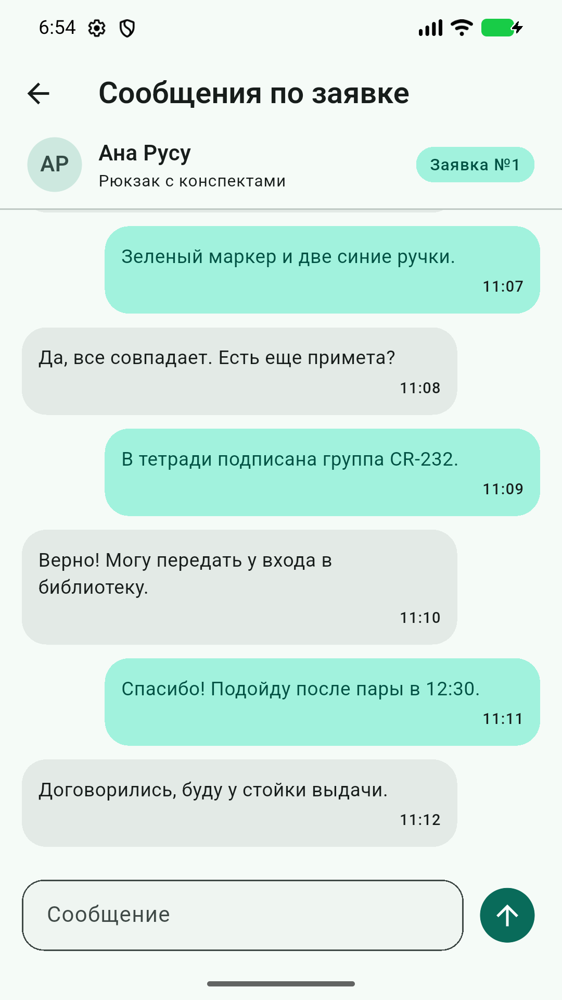 6:54
Сообщения по заявке
АР
Ана Русу
Рюкзак с конспектами
Заявка №1
Зеленый маркер и две синие ручки.
11:07
Да, все совпадает. Есть еще примета?
11:08
В тетради подписана группа CR-232.
11:09
Верно! Могу передать у входа в
библиотеку.
11:10
Спасибо! Подойду после пары в 12:30.
11:11
Договорились, буду у стойки выдачи.
11:12
Сообщение